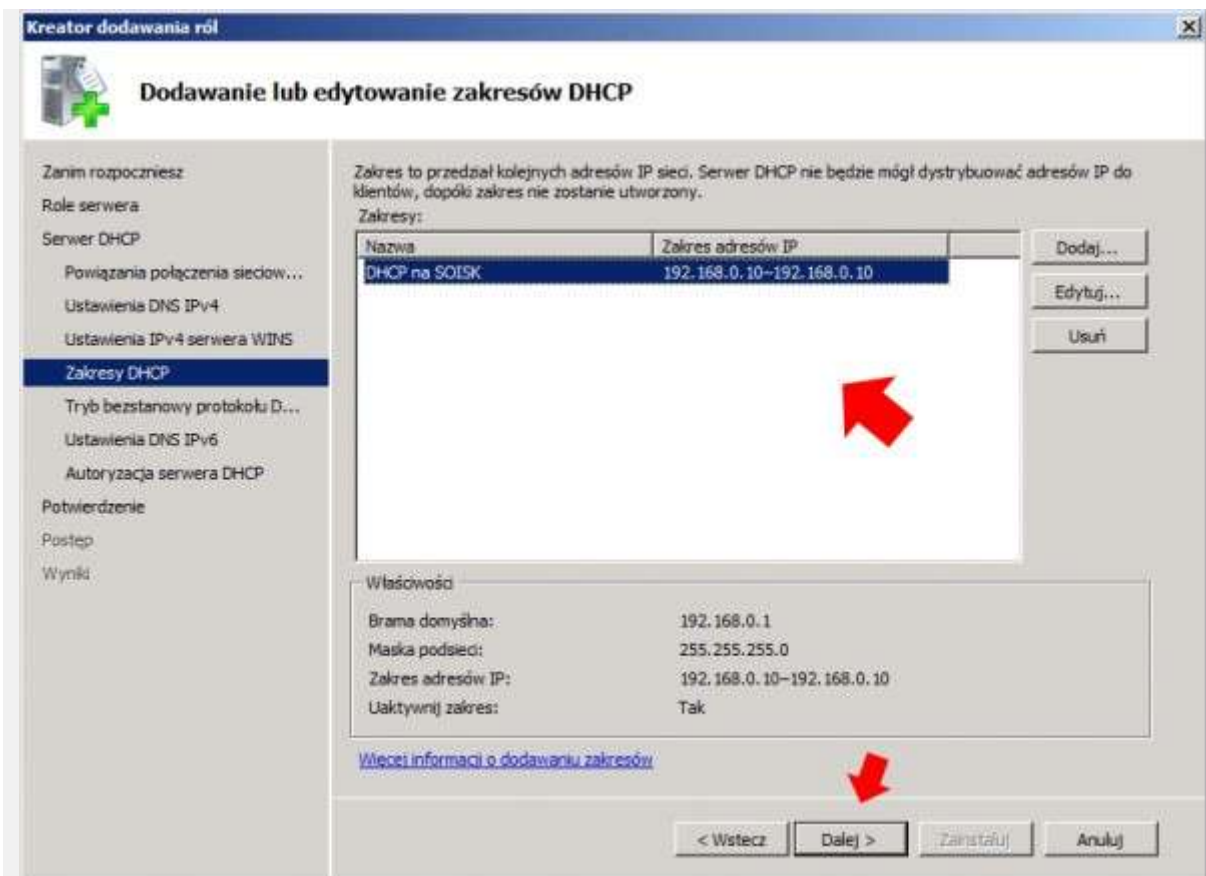 Kreator dodawania ról
Dodawanie lub edytowanie zakresów DHCP
Zanim rozpoczniesz
Role serwera
Serwer DHCP
Powiązania połączenia sieciow...
Ustawienia DNS IPv4
Ustawienia IPv4 serwera WINS
Zakresy DHCP
Tryb bezstanowy protokołu D...
Ustawienia DNS IPv6
Autoryzacja serwera DHCP
Potwierdzenie
Postęp
Wyniki
Zakres to przedział kolejnych adresów IP sieci. Serwer DHCP nie będzie mógł dystrybuować adresów IP do
klientów, dopóki zakres nie zostanie utworzony.
Zakresy:
Nazwa Zakres adresów IP
DHCP na SOISK 192.168.0.10-192.168.0.10
Dodaj...
Edytuj...
Usuń
Właściwości
Brama domyślna: 192.168.0.1
Maska podsieci: 255.255.255.0
Zakres adresów IP: 192.168.0.10-192.168.0.10
Uaktywnij zakres: Tak
Więcej informacji o dodawaniu zakresów
< Wstecz Dalej > Zainstaluj Anuluj